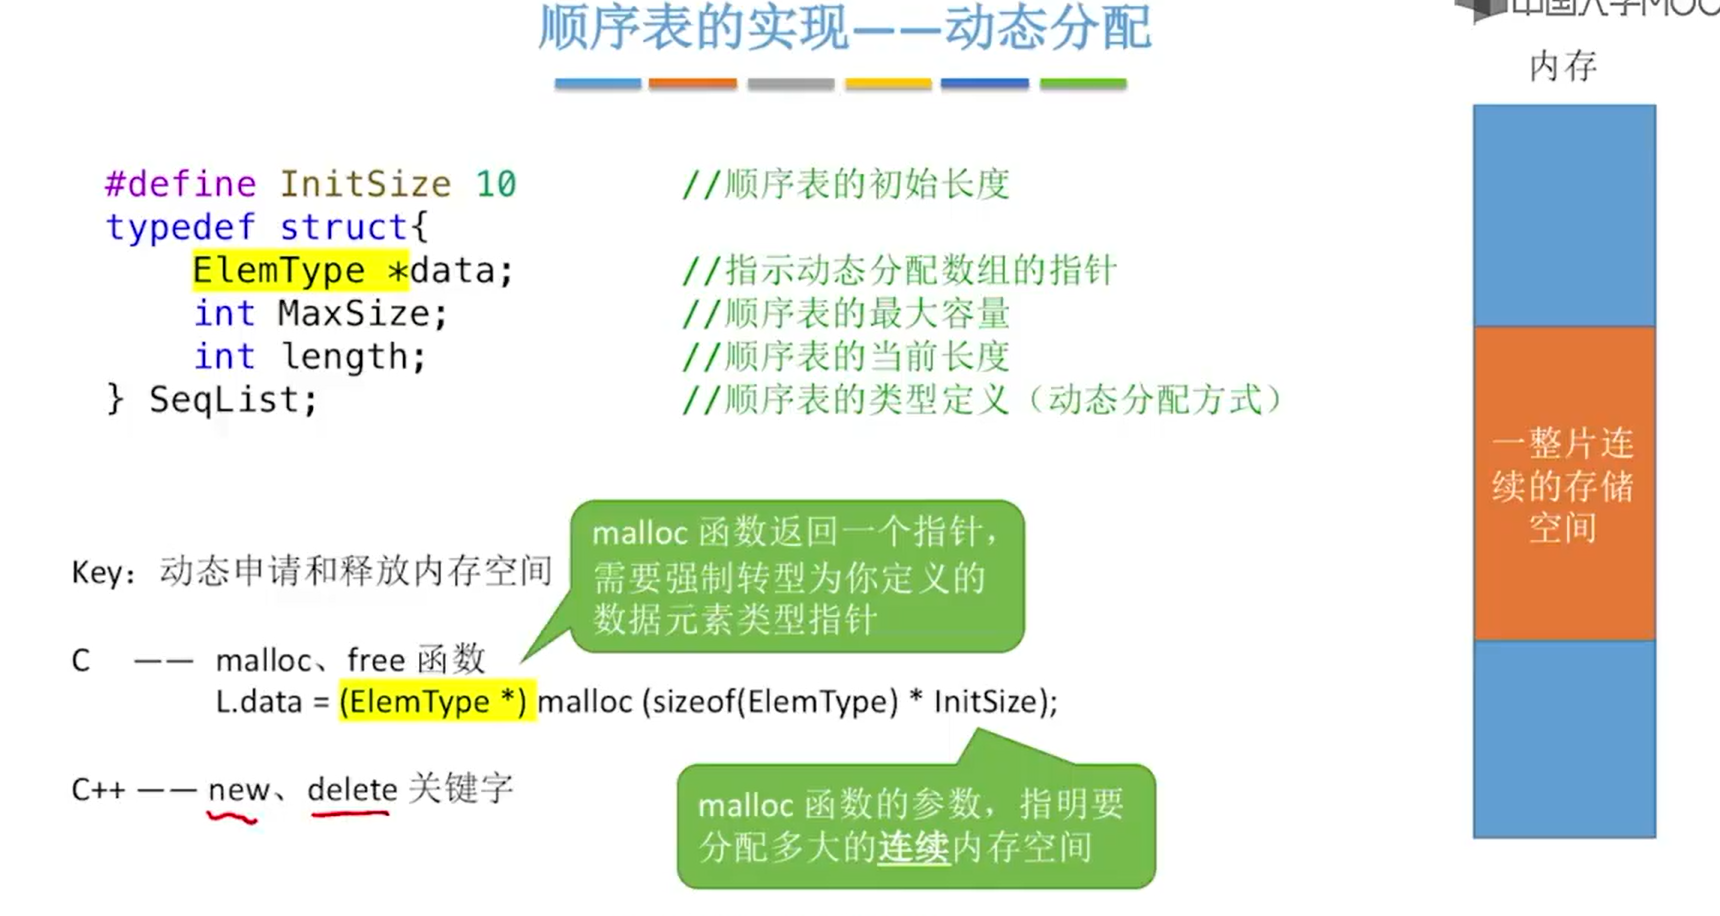 顺序表的实现——动态分配
中国大学MOOC
内存
#define InitSize 10 //顺序表的初始长度
typedef struct{
ElemType *data; //指示动态分配数组的指针
int MaxSize; //顺序表的最大容量
int length; //顺序表的当前长度
} SeqList; //顺序表的类型定义（动态分配方式）
一整片连
续的存储
空间
malloc 函数返回一个指针，
需要强制转型为你定义的
数据元素类型指针
Key：动态申请和释放内存空间
C —— malloc、free 函数
L.data = (ElemType *) malloc (sizeof(ElemType) * InitSize);
C++ —— new、delete 关键字
malloc 函数的参数，指明要
分配多大的连续内存空间